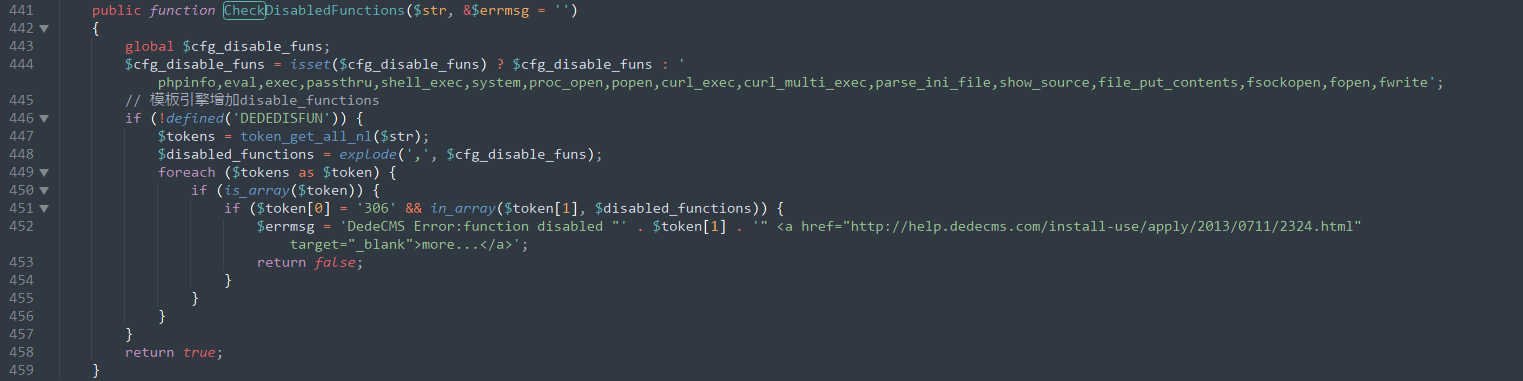 441 public function CheckDisabledFunctions($str, &$errmsg = '')
442 {
443 global $cfg_disable_funs;
444 $cfg_disable_funs = isset($cfg_disable_funs) ? $cfg_disable_funs : '
phpinfo,eval,exec,passthru,shell_exec,system,proc_open,popen,curl_exec,curl_multi_exec,parse_ini_file,show_source,file_put_contents,fsockopen,fopen,fwrite';
445 // 模板引擎增加disable_functions
446 if (!defined('DEDEDISFUN')) {
447 $tokens = token_get_all_nl($str);
448 $disabled_functions = explode(',', $cfg_disable_funs);
449 foreach ($tokens as $token) {
450 if (is_array($token)) {
451 if ($token[0] = '306' && in_array($token[1], $disabled_functions)) {
452 $errmsg = 'DedeCMS Error:function disabled "' . $token[1] . '" <a href="http://help.dedecms.com/install-use/apply/2013/0711/2324.html"
target="_blank">more...</a>';
453 return false;
454 }
455 }
456 }
457 }
458 return true;
459 }